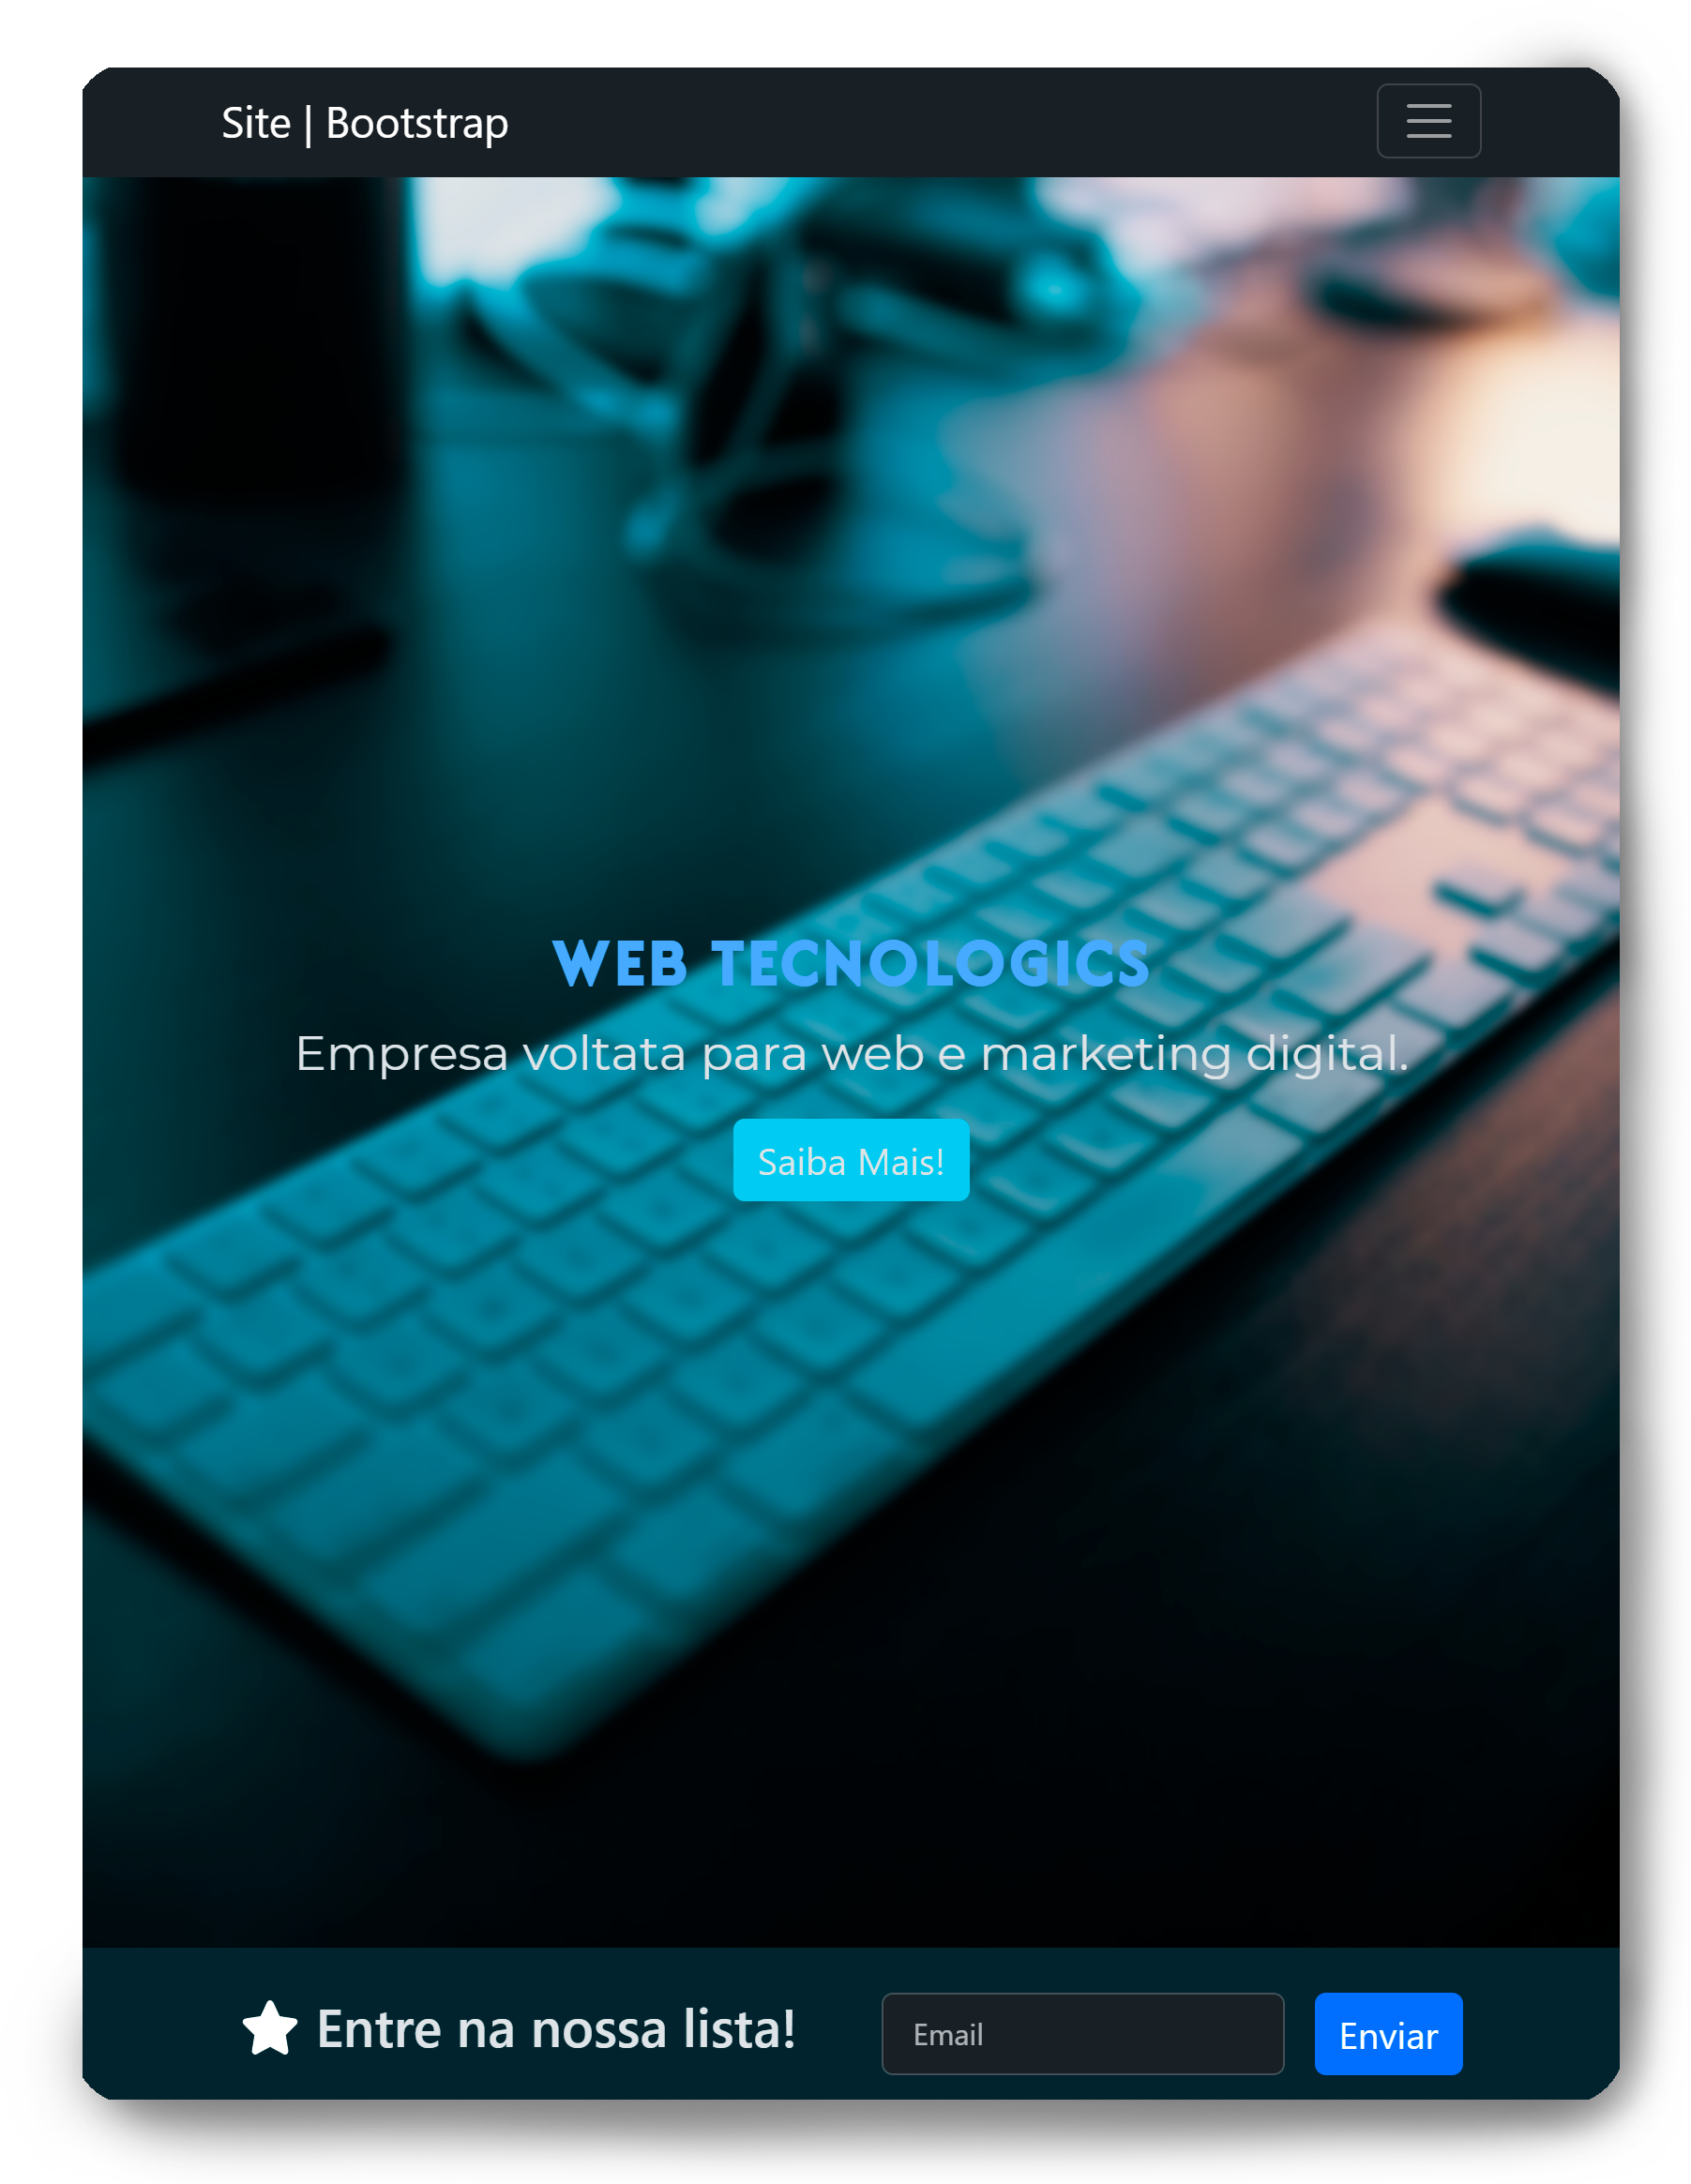 Site | Bootstrap
WEB TECNOLOGICS
Empresa voltata para web e marketing digital.
Saiba Mais!
Entre na nossa lista!
Email
Enviar